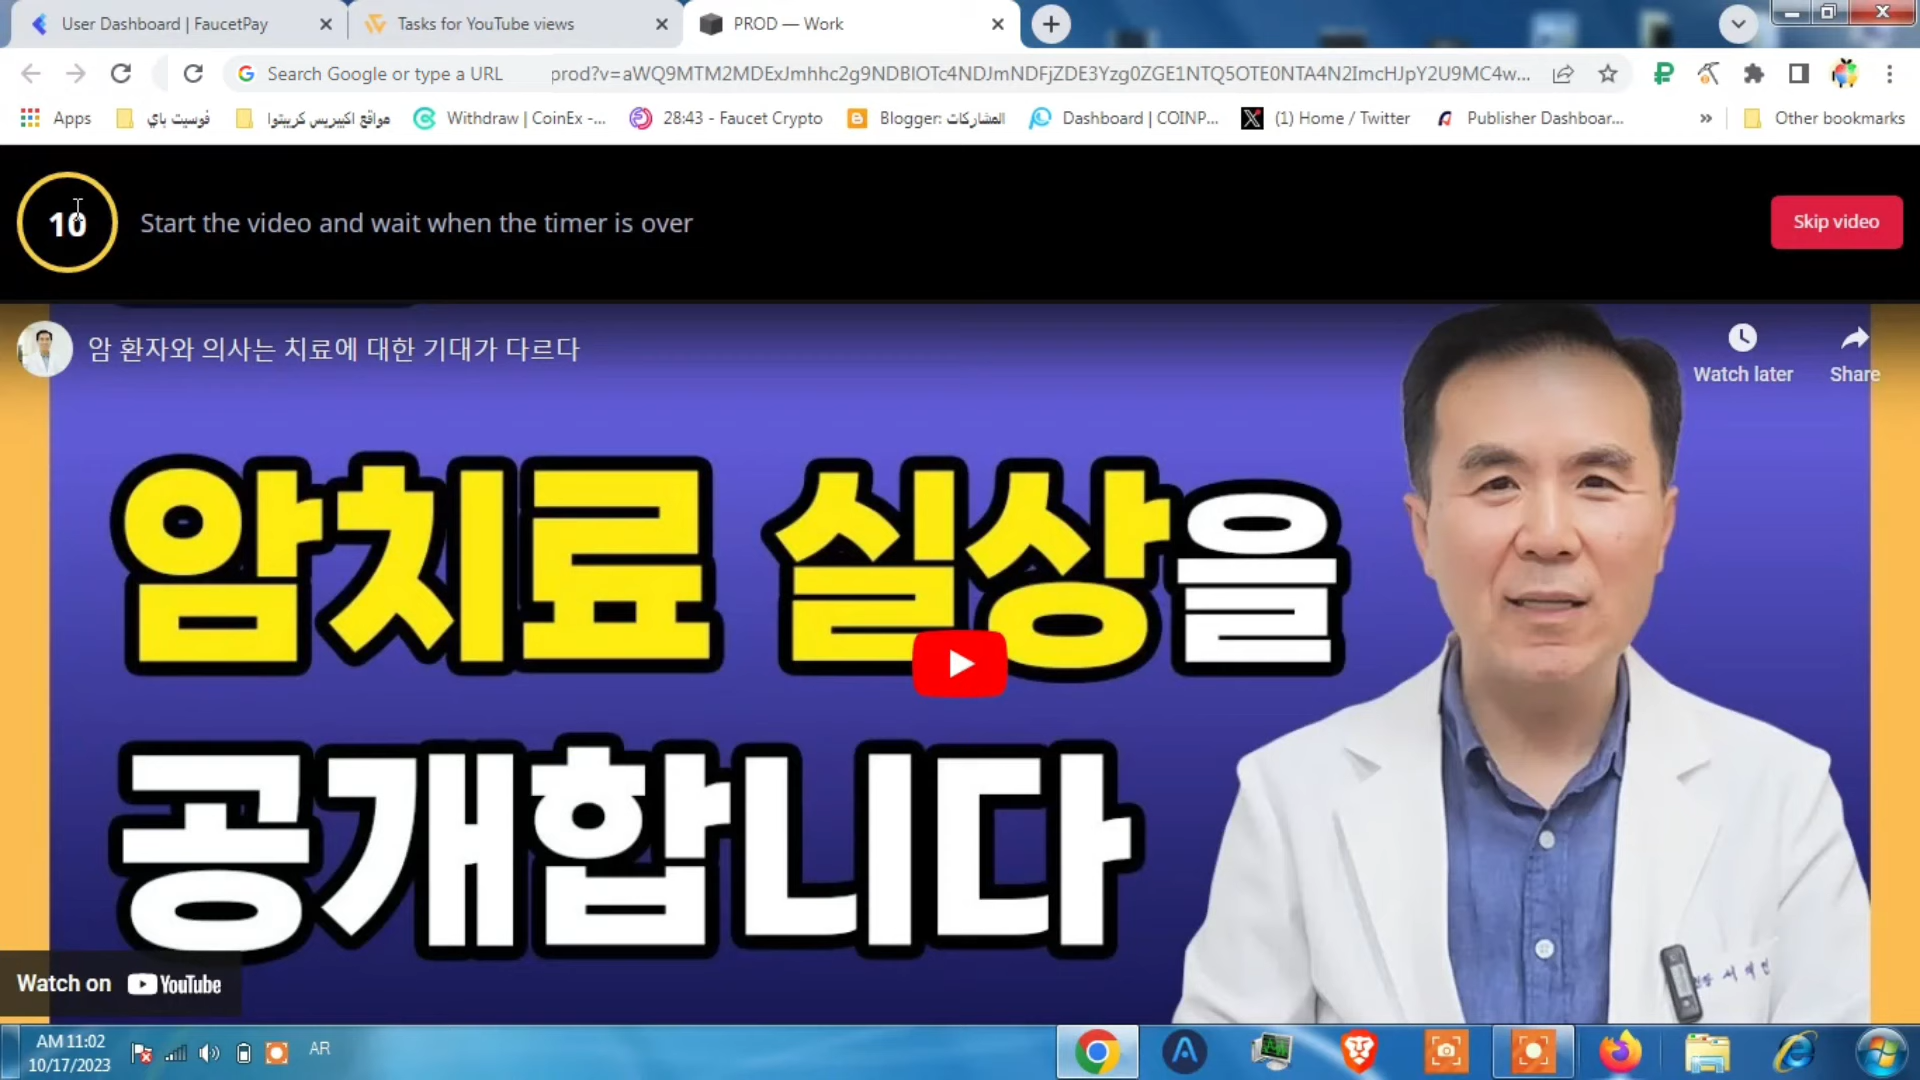 User Dashboard | FaucetPay
Tasks for YouTube views
PROD — Work
Search Google or type a URL
prod?v=aWQ9MTM2MDExJmhhc2g9NDBlOTc4NDJmNDFjZDE3Yzg0ZGE1NTQ5OTE0NTA4N2ImcHJpY2U9MC4w...
Apps
فوسيت باي
مواقع اكبيريس كريبتوا
Withdraw | CoinEx -...
28:43 - Faucet Crypto
Blogger: المشاركات
Dashboard | COINP...
(1) Home / Twitter
Publisher Dashboar...
»
Other bookmarks
10
Start the video and wait when the timer is over
Skip video
암 환자와 의사는 치료에 대한 기대가 다르다
Watch later
Share
암치료 실상을
공개합니다
Watch on YouTube
AM 11:02
10/17/2023
AR